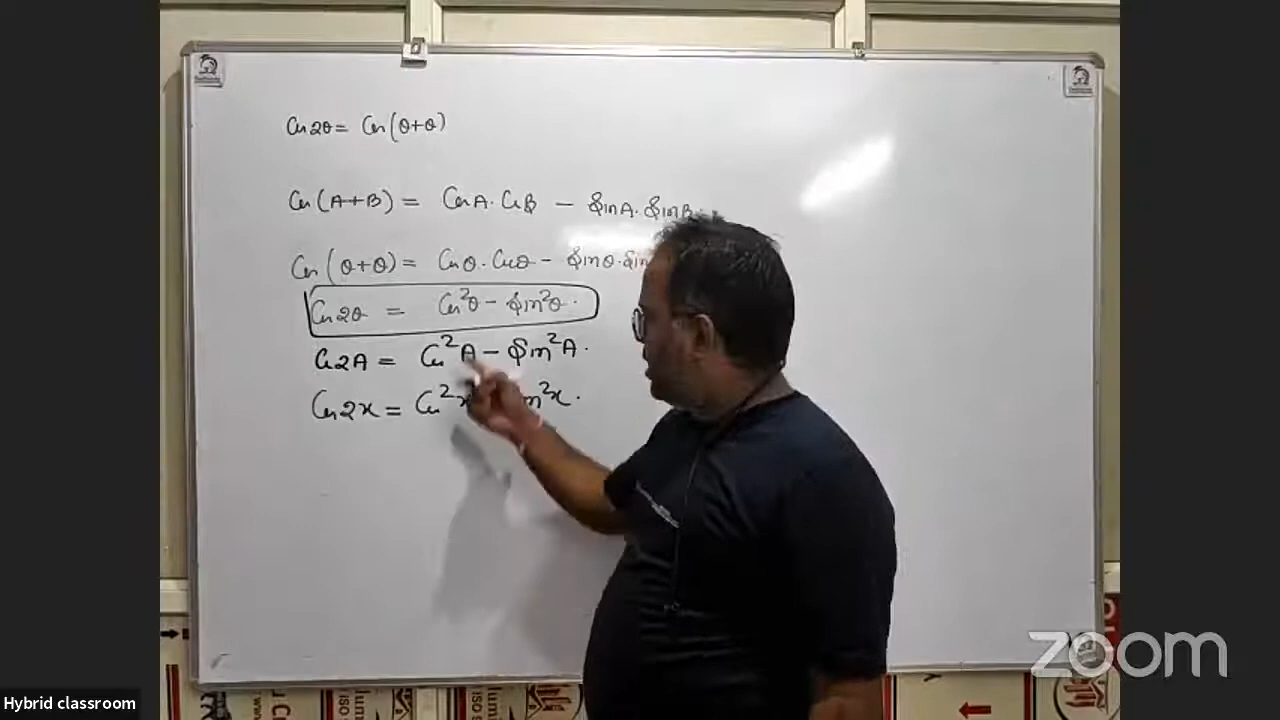 Cos2θ = Cos(θ+θ)
Cos(A+B) = CosA. CosB - SinA. SinB.
Cos(θ+θ) = Cosθ. Cosθ - Sinθ. Sin
Cos2θ = Cos²θ - Sin²θ.
Cos2A = Cos²A - Sin²A.
Cos2x = Cos²x in²x.
zoom
Hybrid classroom